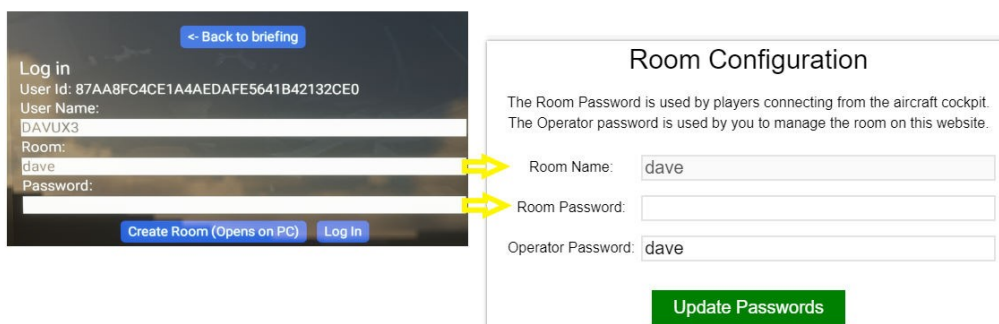 <- Back to briefing
Log in
User Id: 87AA8FC4CE1A4AEDAFE5641B42132CE0
User Name:
DAVUX3
Room:
dave
Password:
Create Room (Opens on PC) Log In
Room Configuration
The Room Password is used by players connecting from the aircraft cockpit.
The Operator password is used by you to manage the room on this website.
Room Name: dave
Room Password:
Operator Password: dave
Update Passwords